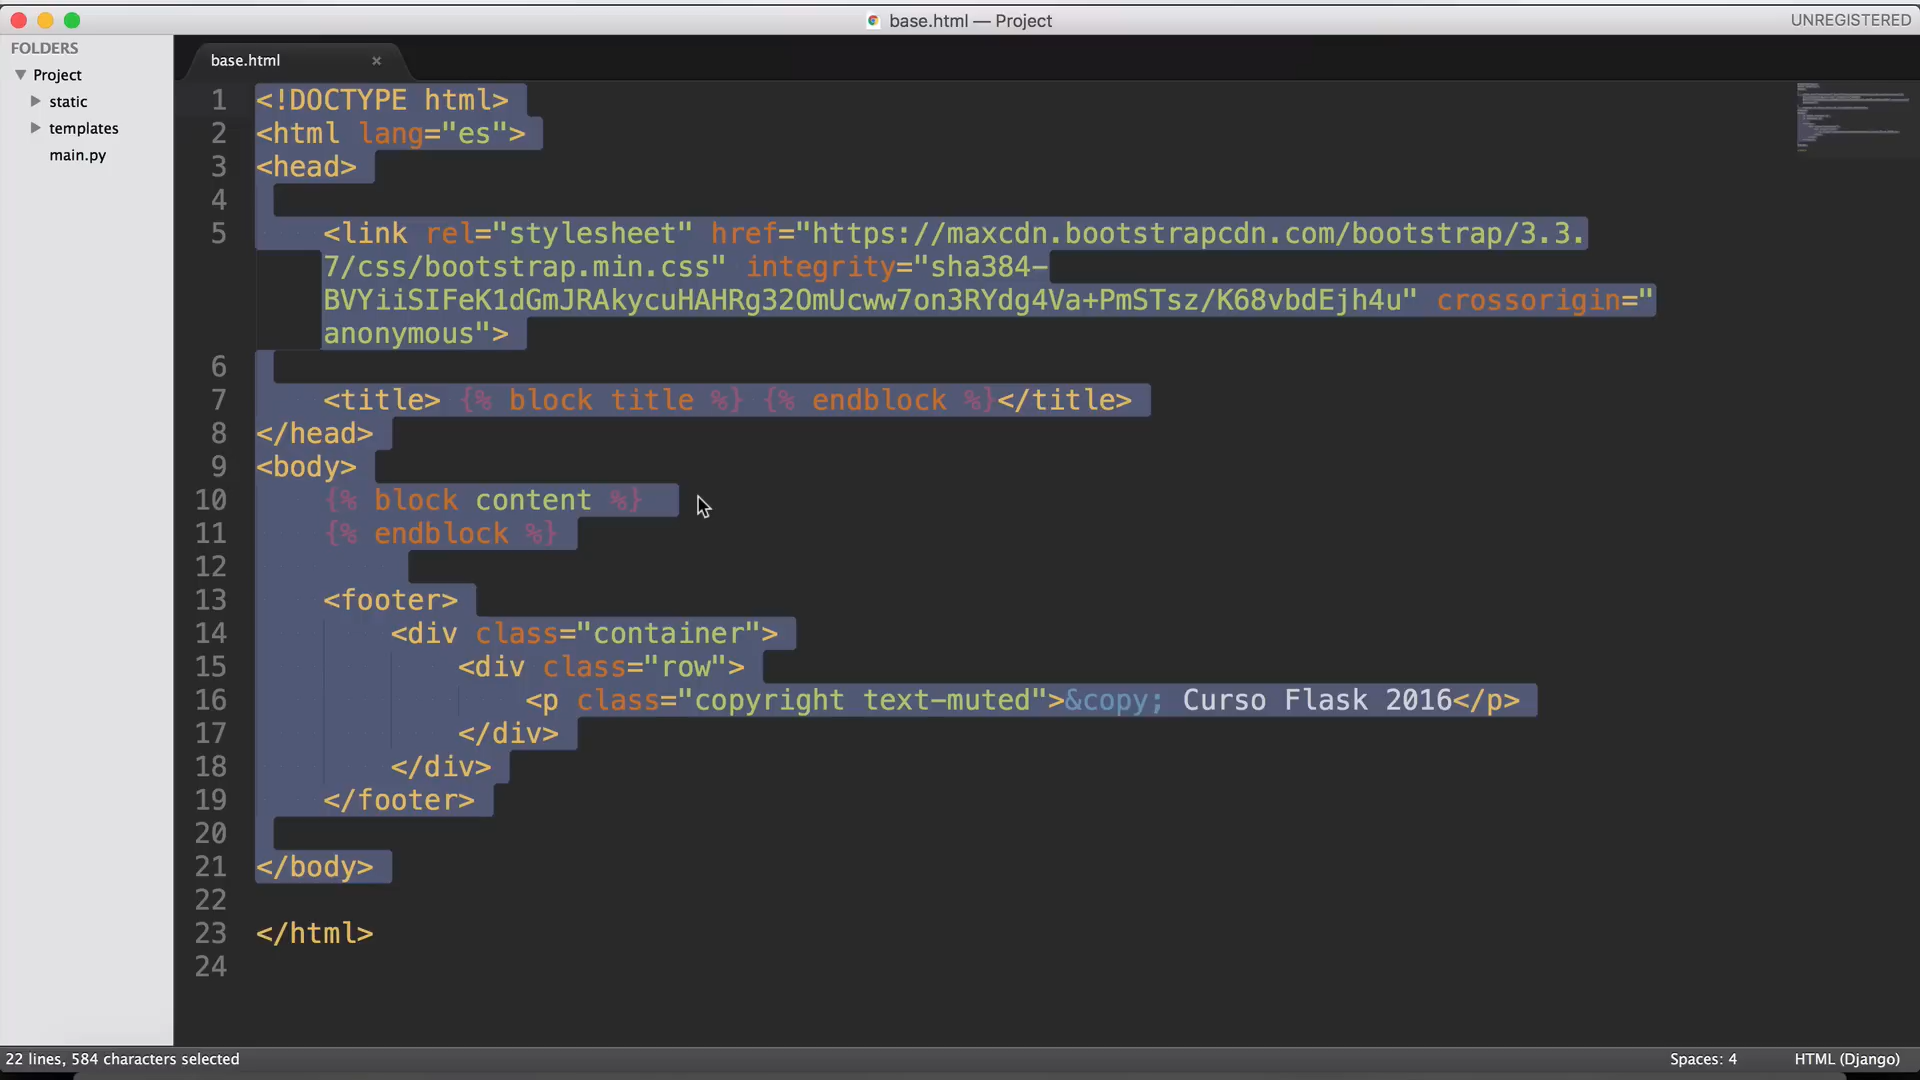 base.html — Project
UNREGISTERED
FOLDERS
Project
static
templates
main.py
base.html ×
1 <!DOCTYPE html>
2 <html lang="es">
3 <head>
4
5 <link rel="stylesheet" href="https://maxcdn.bootstrapcdn.com/bootstrap/3.3.
7/css/bootstrap.min.css" integrity="sha384-
BVYiiSIFeK1dGmJRAkycuHAHRg32OmUcww7on3RYdg4Va+PmSTsz/K68vbdEjh4u" crossorigin="
anonymous">
6
7 <title> {% block title %} {% endblock %}</title>
8 </head>
9 <body>
10 {% block content %}
11 {% endblock %}
12
13 <footer>
14 <div class="container">
15 <div class="row">
16 <p class="copyright text-muted">&copy; Curso Flask 2016</p>
17 </div>
18 </div>
19 </footer>
20
21 </body>
22
23 </html>
24
22 lines, 584 characters selected
Spaces: 4
HTML (Django)